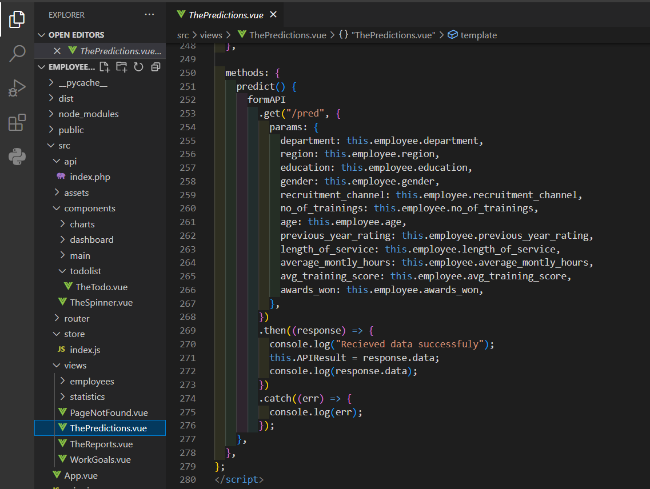 EXPLORER
OPEN EDITORS
ThePredictions.vue...
EMPLOYEE...
__pycache__
dist
node_modules
public
src
api
index.php
assets
components
charts
dashboard
main
todolist
TheTodo.vue
TheSpinner.vue
router
store
JS index.js
views
employees
statistics
PageNotFound.vue
ThePredictions.vue
TheReports.vue
WorkGoals.vue
App.vue
ThePredictions.vue
src > views > ThePredictions.vue > {} "ThePredictions.vue" > template
248 },
249
250 methods: {
251 predict() {
252 formAPI
253 .get("/pred", {
254 params: {
255 department: this.employee.department,
256 region: this.employee.region,
257 education: this.employee.education,
258 gender: this.employee.gender,
259 recruitment_channel: this.employee.recruitment_channel,
260 no_of_trainings: this.employee.no_of_trainings,
261 age: this.employee.age,
262 previous_year_rating: this.employee.previous_year_rating,
263 length_of_service: this.employee.length_of_service,
264 average_montly_hours: this.employee.average_montly_hours,
265 avg_training_score: this.employee.avg_training_score,
266 awards_won: this.employee.awards_won,
267 },
268 })
269 .then((response) => {
270 console.log("Recieved data successfuly");
271 this.APIResult = response.data;
272 console.log(response.data);
273 })
274 .catch((err) => {
275 console.log(err);
276 });
277 },
278 },
279 };
280 </script>